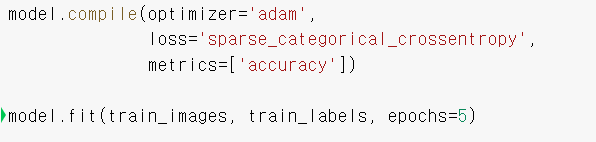 model.compile(optimizer='adam',
              loss='sparse_categorical_crossentropy',
              metrics=['accuracy'])

model.fit(train_images, train_labels, epochs=5)